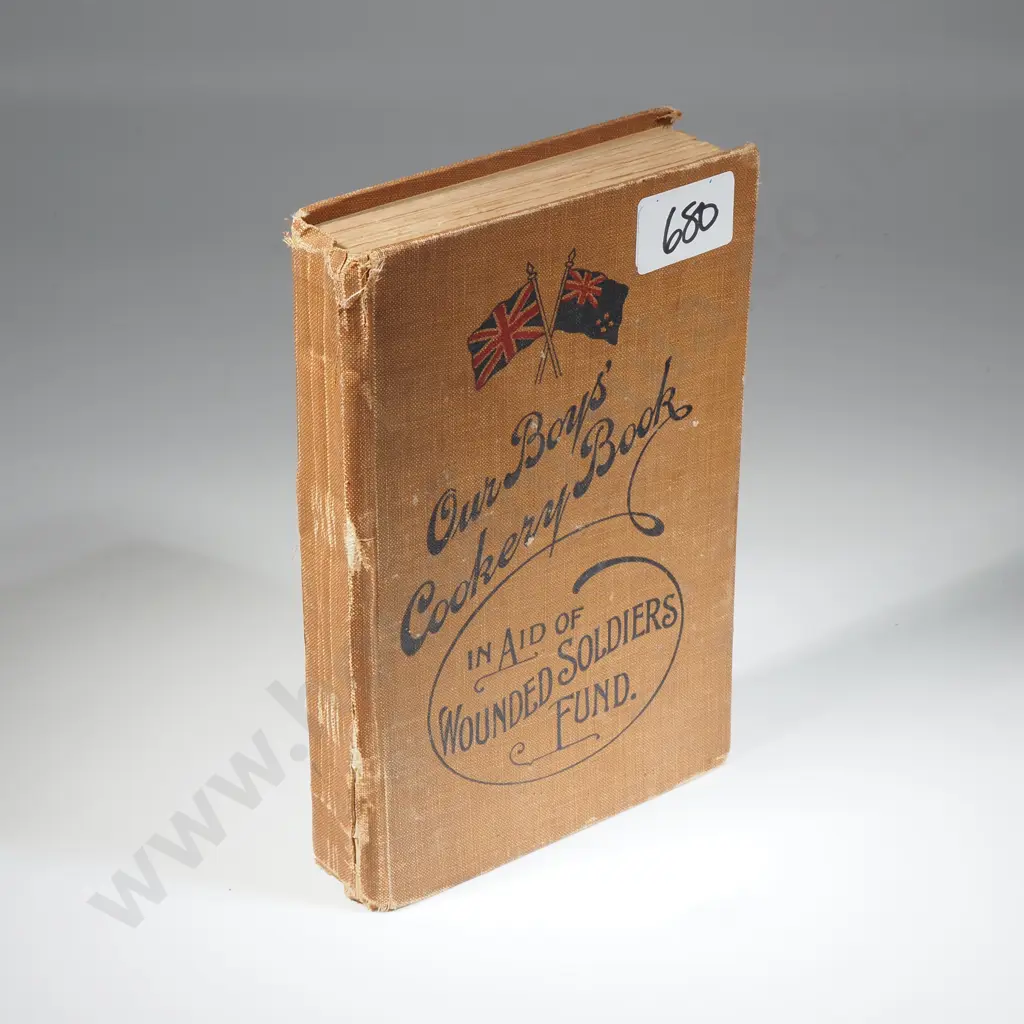 680
Our Boys'
Cookery Book
IN AID OF
WOUNDED SOLDIERS
FUND.